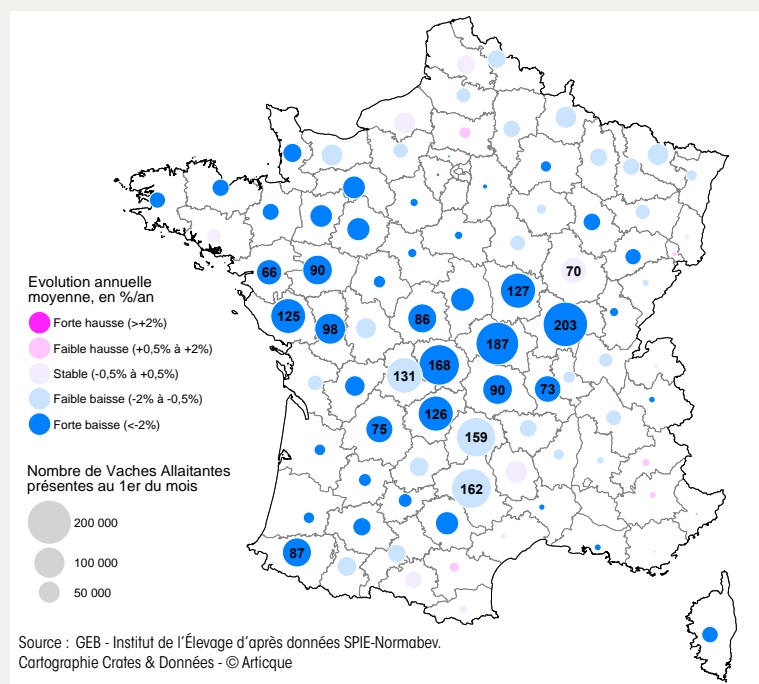 70
66
90
127
125
98
86
203
187
131
168
90
73
126
75
159
162
87
Evolution annuelle
moyenne, en %/an
Forte hausse (>+2%)
Faible hausse (+0,5% à +2%)
Stable (-0,5% à +0,5%)
Faible baisse (-2% à -0,5%)
Forte baisse (<-2%)
Nombre de Vaches Allaitantes
présentes au 1er du mois
200 000
100 000
50 000
Source : GEB - Institut de l'Élevage d'après données SPIE-Normabev.
Cartographie Crates & Données - © Articque